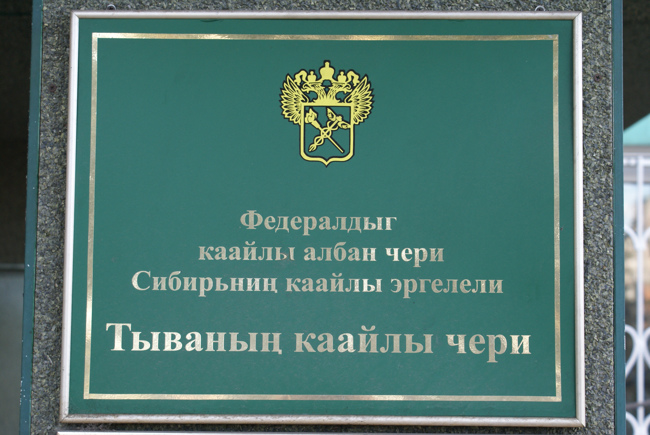 Федералдыг
каайлы албан чери
Сибирьниң каайлы эргелели
Тываның каайлы чери